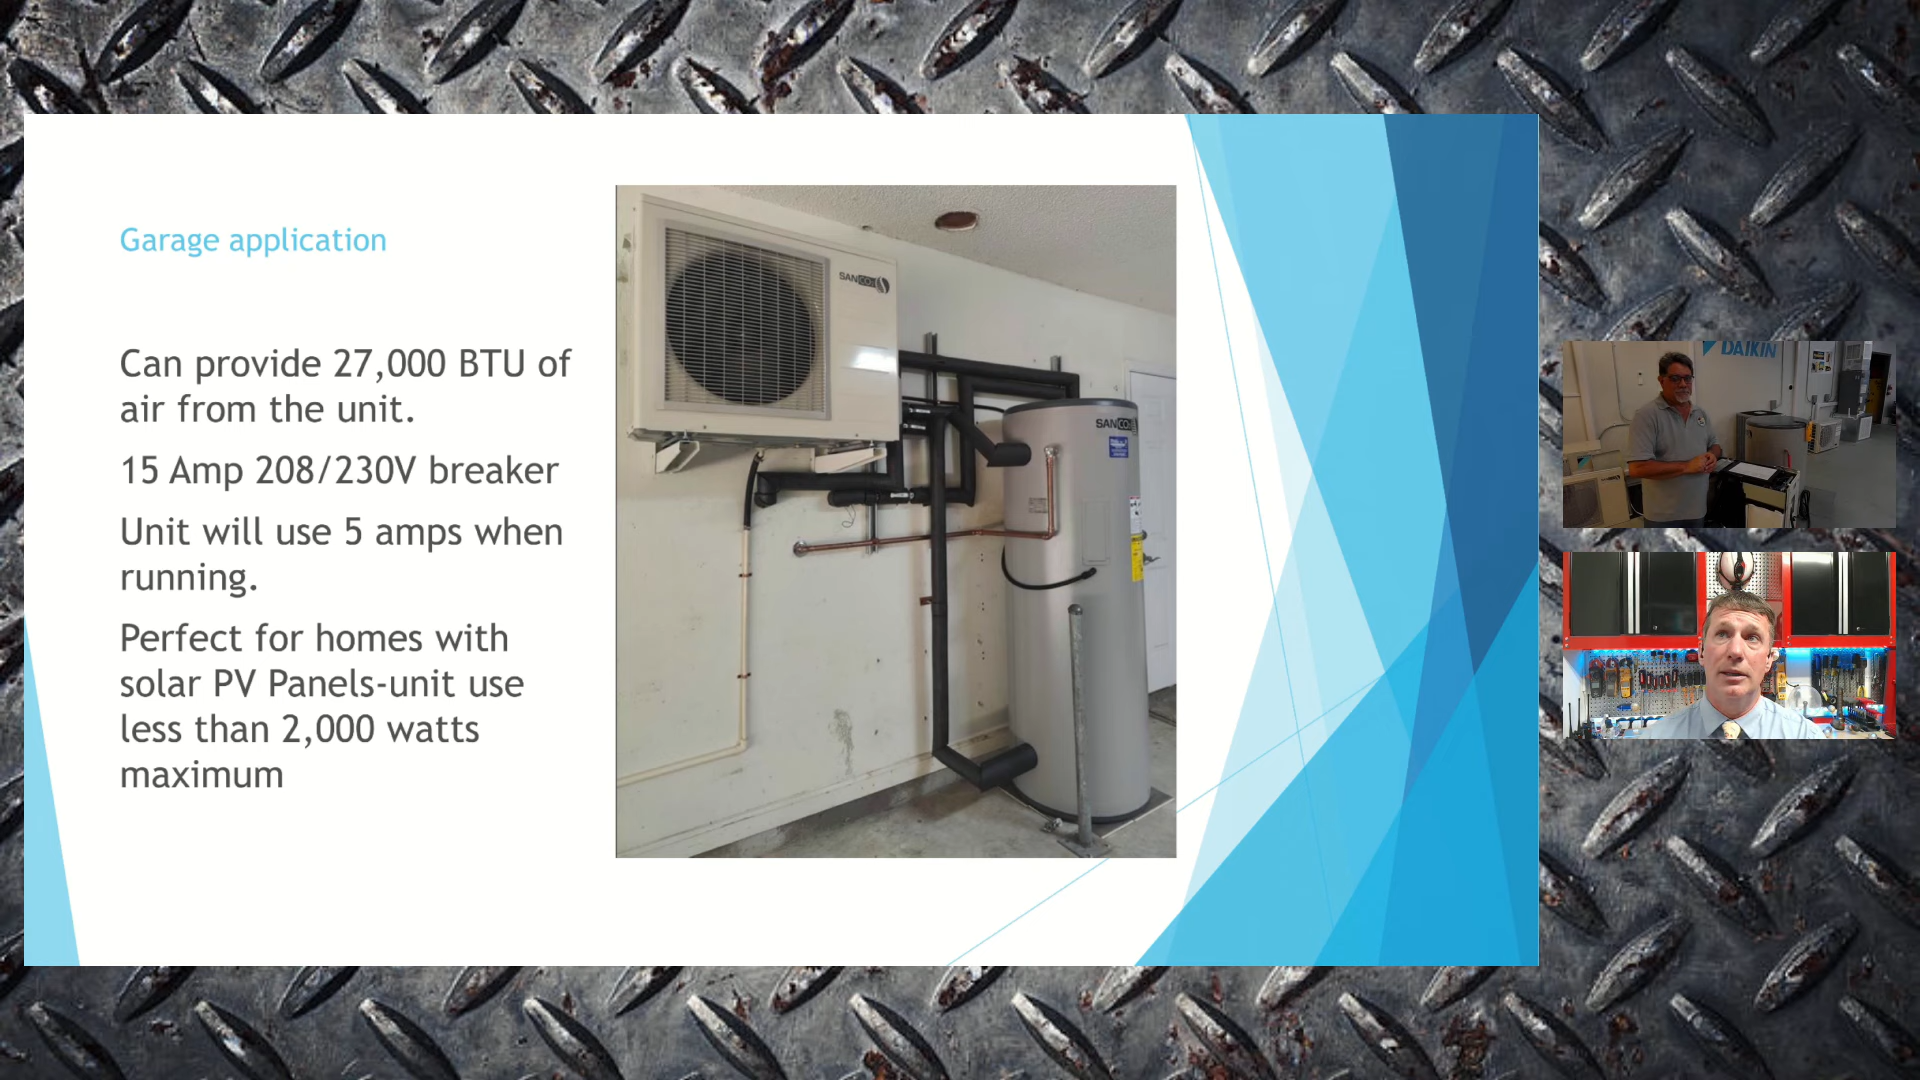 Garage application
Can provide 27,000 BTU of
air from the unit.
15 Amp 208/230V breaker
Unit will use 5 amps when
running.
Perfect for homes with
solar PV Panels-unit use
less than 2,000 watts
maximum
SANCO2
SANCO2
DAIKIN